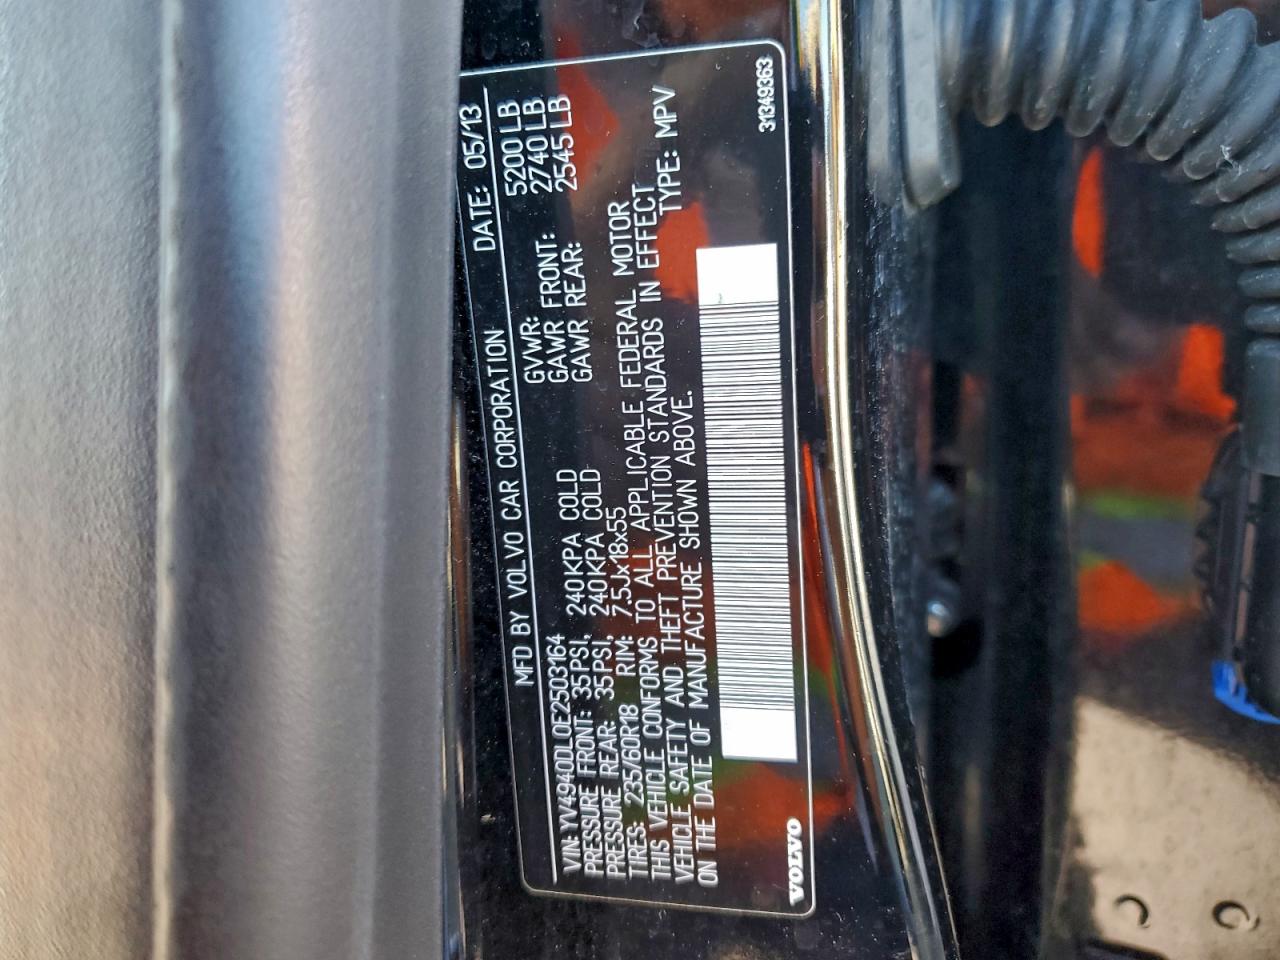 MFD BY VOLVO CAR CORPORATION DATE: 05/13
GVWR: 5200 LB
GAWR FRONT: 2740 LB
GAWR REAR: 2545 LB
VIN: YV4940DL0E2503164
PRESSURE FRONT: 35PSI, 240KPA COLD
PRESSURE REAR: 35PSI, 240KPA COLD
TIRES: 235/60R18 RIM: 7.5Jx18x55
THIS VEHICLE CONFORMS TO ALL APPLICABLE FEDERAL MOTOR
VEHICLE SAFETY AND THEFT PREVENTION STANDARDS IN EFFECT
ON THE DATE OF MANUFACTURE SHOWN ABOVE. TYPE: MPV
VOLVO 31349363